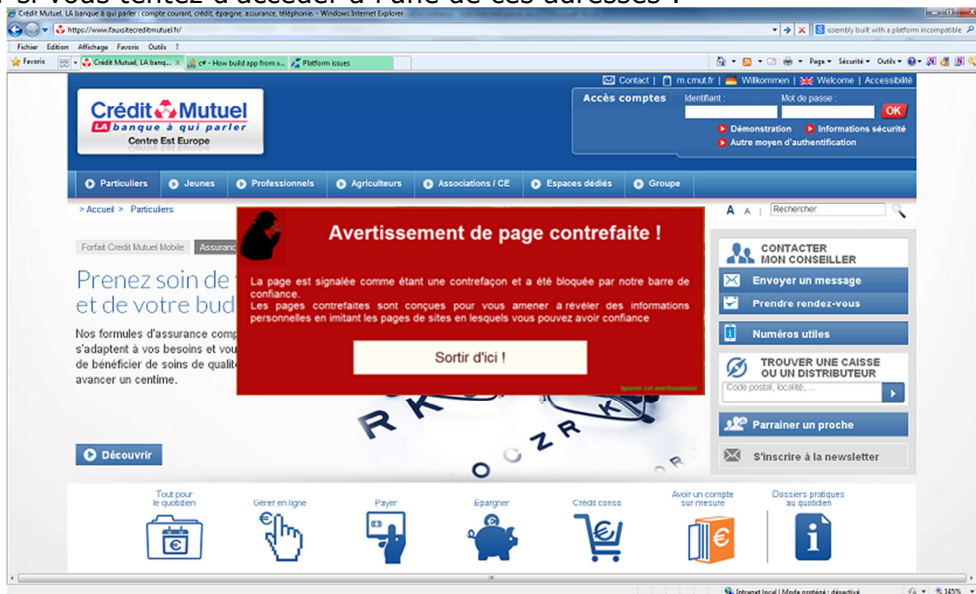 si vous tentez d'accéder à l'une de ces adresses :
Crédit Mutuel, LA banque à qui parler : compte courant, crédit, épargne, assurance, téléphonie. - Windows Internet Explorer
https://www.fauxsitecreditmutuel.fr/
ssembly built with a platform incompatible
Fichier Edition Affichage Favoris Outils ?
Favoris
Crédit Mutuel, LA banq...
c# - How build app from v...
Platform issues
Page Sécurité Outils
Contact | m.cmut.fr | Willkommen | Welcome | Accessibilité
Crédit Mutuel
LA banque à qui parler
Centre Est Europe
Accès comptes
Identifiant :
Mot de passe :
OK
Démonstration Informations sécurité
Autre moyen d'authentification
Particuliers Jeunes Professionnels Agriculteurs Associations / CE Espaces dédiés Groupe
> Accueil > Particuliers
A A | Rechercher
Forfait Credit Mutuel Mobile
Assuranc
Prenez soin de
et de votre bud
Nos formules d'assurance comp
s'adaptent à vos besoins et vou
de bénéficier de soins de qualit
avancer un centime.
Découvrir
Avertissement de page contrefaite !
La page est signalée comme étant une contrefaçon et a été bloquée par notre barre de
confiance.
Les pages contrefaites sont conçues pour vous amener à révéler des informations
personnelles en imitant les pages de sites en lesquels vous pouvez avoir confiance
Sortir d'ici !
Ignorer cet avertissement
R K K
O O Z R
O R
CONTACTER
MON CONSEILLER
Envoyer un message
Prendre rendez-vous
Numéros utiles
TROUVER UNE CAISSE
OU UN DISTRIBUTEUR
Code postal, localité, ...
Parrainer un proche
S'inscrire à la newsletter
Tout pour
le quotidien
Gérer en ligne
Payer
Epargner
Crédit conso
Avoir un compte
sur mesure
Dossiers pratiques
au quotidien
Intranet local | Mode protégé : désactivé
145%